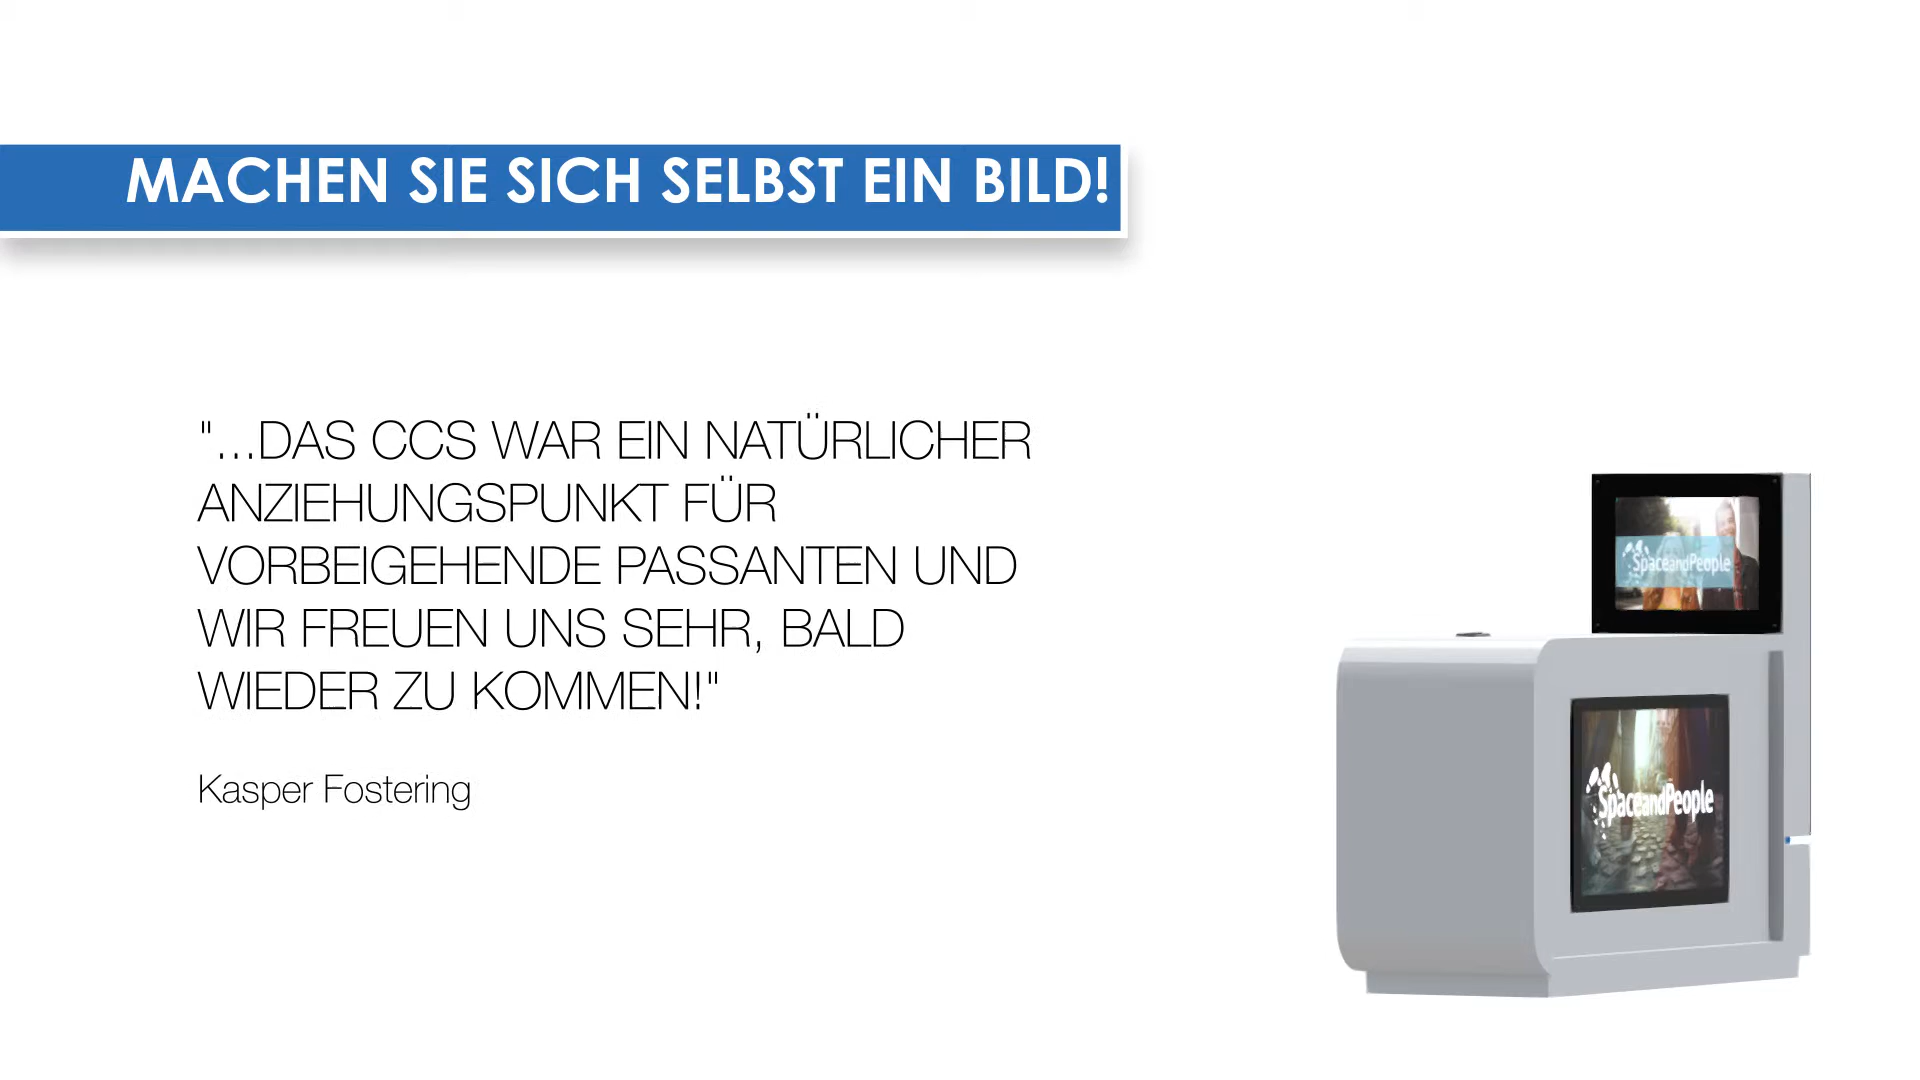 MACHEN SIE SICH SELBST EIN BILD!
"...DAS CCS WAR EIN NATÜRLICHER
ANZIEHUNGSPUNKT FÜR
VORBEIGEHENDE PASSANTEN UND
WIR FREUEN UNS SEHR, BALD
WIEDER ZU KOMMEN!"
Kasper Fostering
SpaceandPeople
SpaceandPeople